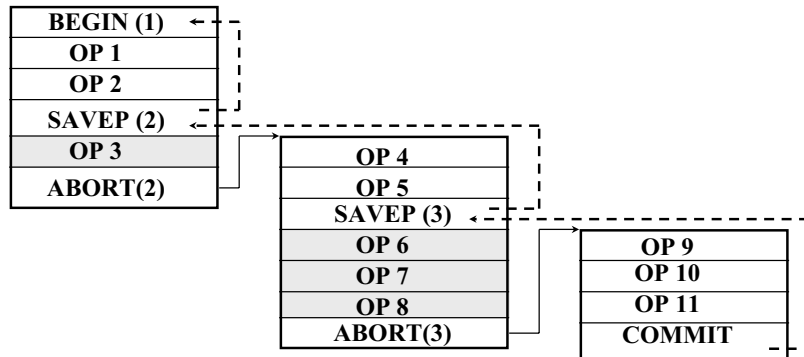 BEGIN (1)
OP 1
OP 2
SAVEP (2)
OP 3
ABORT(2)
OP 4
OP 5
SAVEP (3)
OP 6
OP 7
OP 8
ABORT(3)
OP 9
OP 10
OP 11
COMMIT